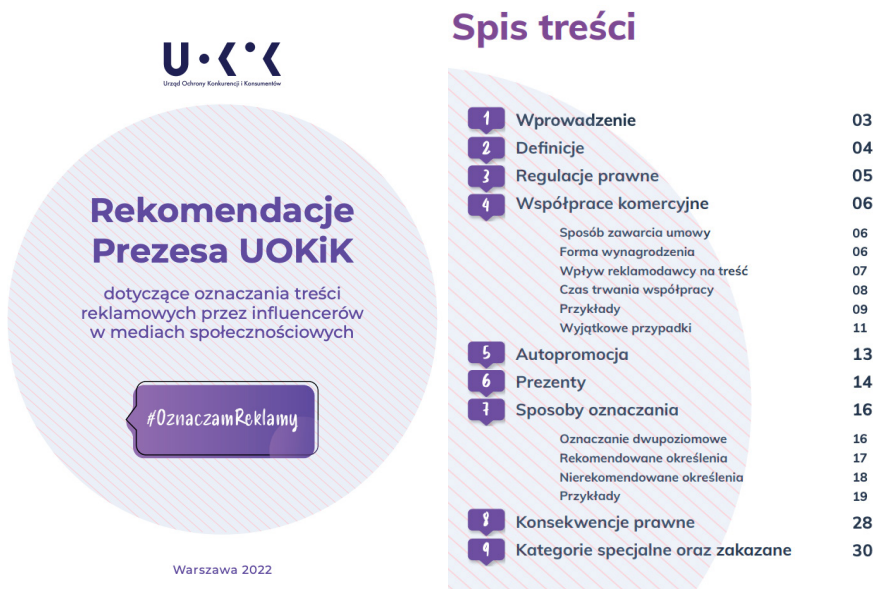 UOKiK
Urząd Ochrony Konkurencji i Konsumentów
Rekomendacje
Prezesa UOKiK
dotyczące oznaczania treści
reklamowych przez influencerów
w mediach społecznościowych
#OznaczamReklamy
Warszawa 2022
Spis treści
1 Wprowadzenie 03
2 Definicje 04
3 Regulacje prawne 05
4 Współprace komercyjne 06
Sposób zawarcia umowy 06
Forma wynagrodzenia 06
Wpływ reklamodawcy na treść 07
Czas trwania współpracy 08
Przykłady 09
Wyjątkowe przypadki 11
5 Autopromocja 13
6 Prezenty 14
7 Sposoby oznaczania 16
Oznaczanie dwupoziomowe 16
Rekomendowane określenia 17
Nierekomendowane określenia 18
Przykłady 19
8 Konsekwencje prawne 28
9 Kategorie specjalne oraz zakazane 30